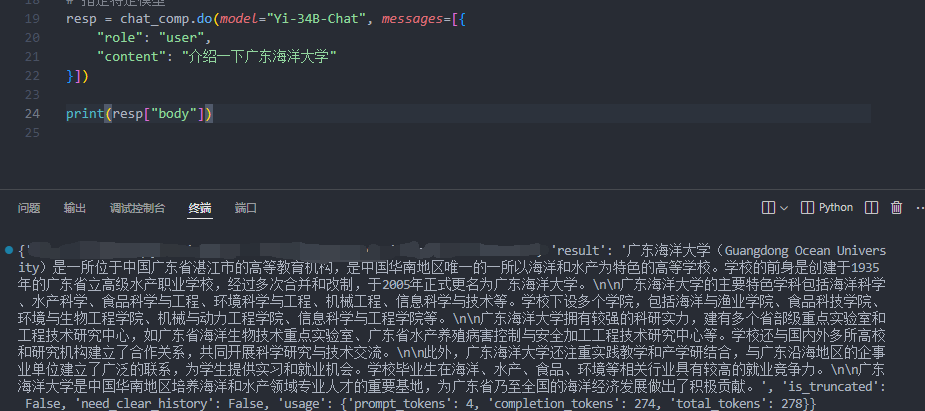 # 指定特定模型
19 resp = chat_comp.do(model="Yi-34B-Chat", messages=[{
20 "role": "user",
21 "content": "介绍一下广东海洋大学"
22 }])
23
24 print(resp["body"])
25
问题 输出 调试控制台 终端 端口 Python
{' 'result': '广东海洋大学（Guangdong Ocean Univers
ity）是一所位于中国广东省湛江市的高等教育机构，是中国华南地区唯一的一所以海洋和水产为特色的高等学校。学校的前身是创建于1935
年的广东省立高级水产职业学校，经过多次合并和改制，于2005年正式更名为广东海洋大学。\n\n广东海洋大学的主要特色学科包括海洋科学
、水产科学、食品科学与工程、环境科学与工程、机械工程、信息科学与技术等。学校下设多个学院，包括海洋与渔业学院、食品科技学院、
环境与生物工程学院、机械与动力工程学院、信息科学与工程学院等。\n\n广东海洋大学拥有较强的科研实力，建有多个省部级重点实验室和
工程技术研究中心，如广东省海洋生物技术重点实验室、广东省水产养殖病害控制与安全加工工程技术研究中心等。学校还与国内外多所高校
和研究机构建立了合作关系，共同开展科学研究与技术交流。\n\n此外，广东海洋大学还注重实践教学和产学研结合，与广东沿海地区的企事
业单位建立了广泛的联系，为学生提供实习和就业机会。学校毕业生在海洋、水产、食品、环境等相关行业具有较高的就业竞争力。\n\n广东
海洋大学是中国华南地区培养海洋和水产领域专业人才的重要基地，为广东省乃至全国的海洋经济发展做出了积极贡献。', 'is_truncated':
False, 'need_clear_history': False, 'usage': {'prompt_tokens': 4, 'completion_tokens': 274, 'total_tokens': 278}}